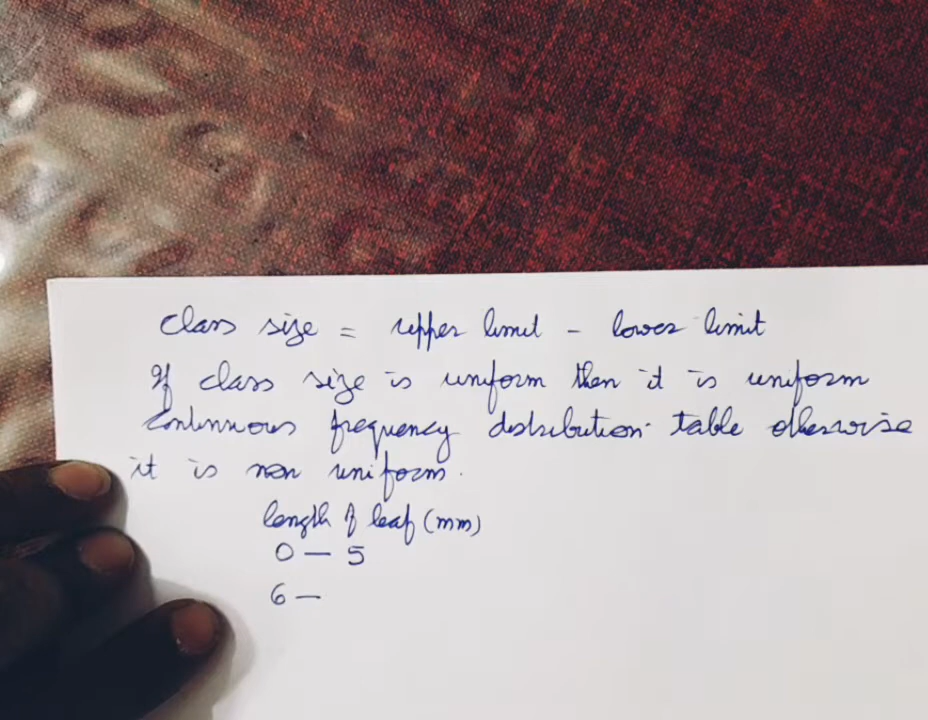 class size = upper limit - lower limit
If class size is uniform then it is uniform
Continuous frequency distribution table otherwise
it is non uniform.
length of leaf (mm)
0 — 5
6 —